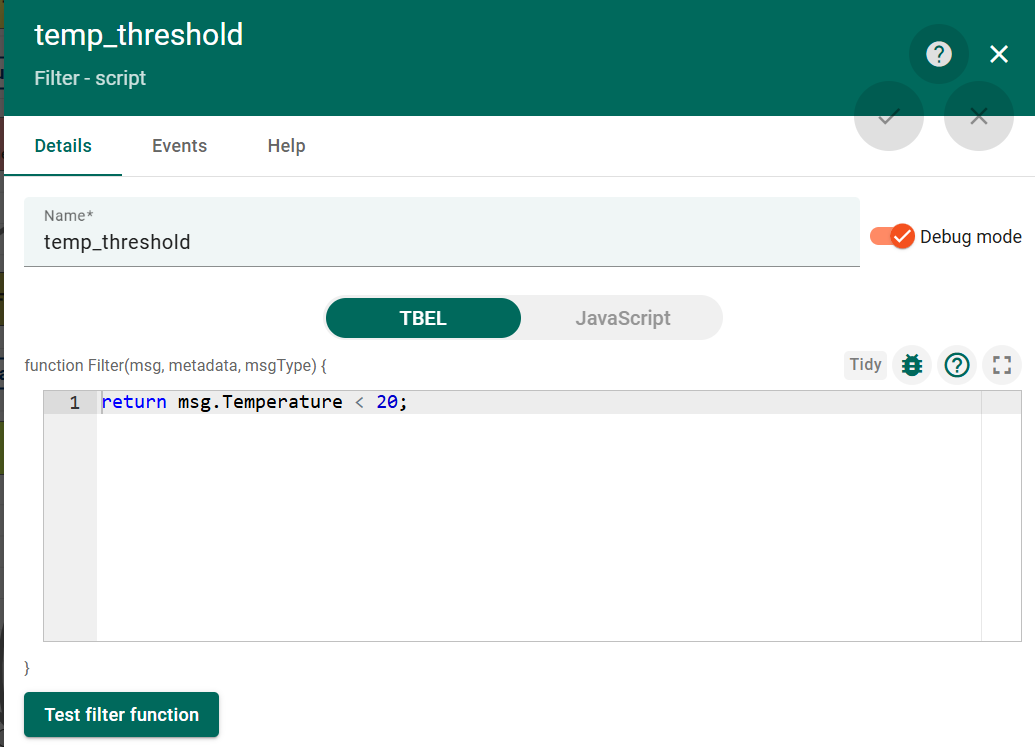 temp_threshold
Filter - script
Details Events Help
Name*
temp_threshold
Debug mode
TBEL JavaScript
function Filter(msg, metadata, msgType) {
Tidy
1 return msg.Temperature < 20;
}
Test filter function